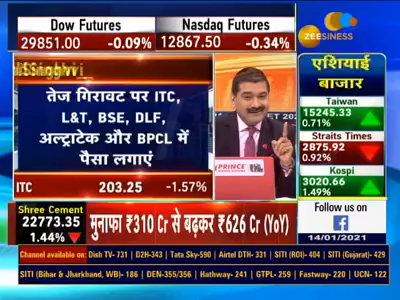 Dow Futures
29851.00 -0.09%
Nasdaq Futures
12867.50 -0.34%
ZEE BUSINESS
तेज गिरावट पर ITC,
L&T, BSE, DLF,
अल्ट्राटेक और BPCL में
पैसा लगाएं
ITC 203.25 -1.57%
PRINCE
एशियाई
बाजार
Taiwan
15245.33
0.71%
Straits Times
2875.92
0.92%
Kospi
3020.66
1.49%
Shree Cement
22773.35
1.44%
मुनाफा ₹310 Cr से बढ़कर ₹626 Cr (YoY)
Follow us on
14/01/2021
Channel available on:- Dish TV- 731 | D2H-343 | Tata Sky-590 | Airtel DTH- 331 | SITI (ROI) - 404 | SITI (Gujarat)- 429
SITI (Bihar & Jharkhand, WB)- 186 | DEN-355/356 | Hathway- 241 | GTPL- 259 | Fastway- 220 | UCN- 122